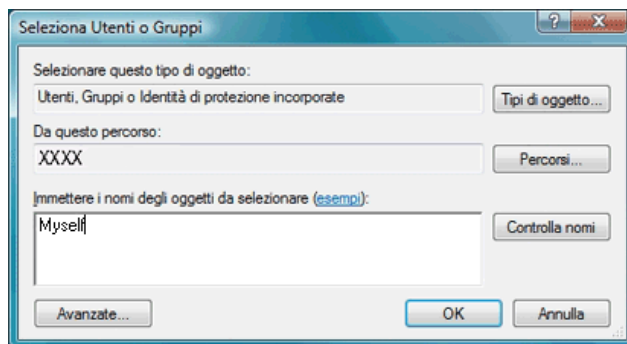 Seleziona Utenti o Gruppi
Selezionare questo tipo di oggetto:
Utenti, Gruppi o Identità di protezione incorporate
Tipi di oggetto...
Da questo percorso:
XXXX
Percorsi...
Immettere i nomi degli oggetti da selezionare (esempi):
Myself
Controlla nomi
Avanzate...
OK
Annulla